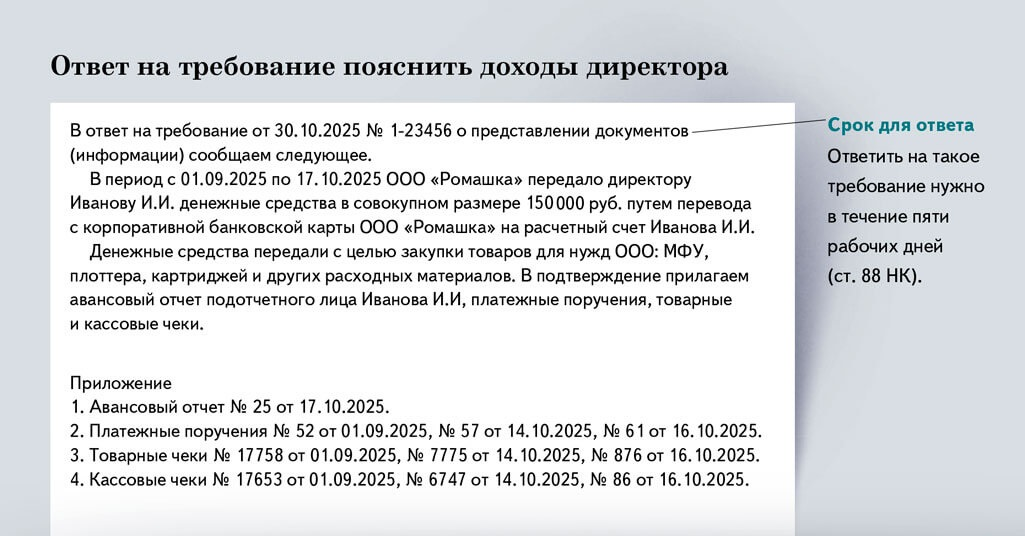 Ответ на требование пояснить доходы директора
В ответ на требование от 30.10.2025 № 1-23456 о представлении документов
(информации) сообщаем следующее.
В период с 01.09.2025 по 17.10.2025 ООО «Ромашка» передало директору
Иванову И.И. денежные средства в совокупном размере 150 000 руб. путем перевода
с корпоративной банковской карты ООО «Ромашка» на расчетный счет Иванова И.И.
Денежные средства передали с целью закупки товаров для нужд ООО: МФУ,
плоттера, картриджей и других расходных материалов. В подтверждение прилагаем
авансовый отчет подотчетного лица Иванова И.И, платежные поручения, товарные
и кассовые чеки.
Приложение
1. Авансовый отчет № 25 от 17.10.2025.
2. Платежные поручения № 52 от 01.09.2025, № 57 от 14.10.2025, № 61 от 16.10.2025.
3. Товарные чеки № 17758 от 01.09.2025, № 7775 от 14.10.2025, № 876 от 16.10.2025.
4. Кассовые чеки № 17653 от 01.09.2025, № 6747 от 14.10.2025, № 86 от 16.10.2025.
Срок для ответа
Ответить на такое
требование нужно
в течение пяти
рабочих дней
(ст. 88 НК).